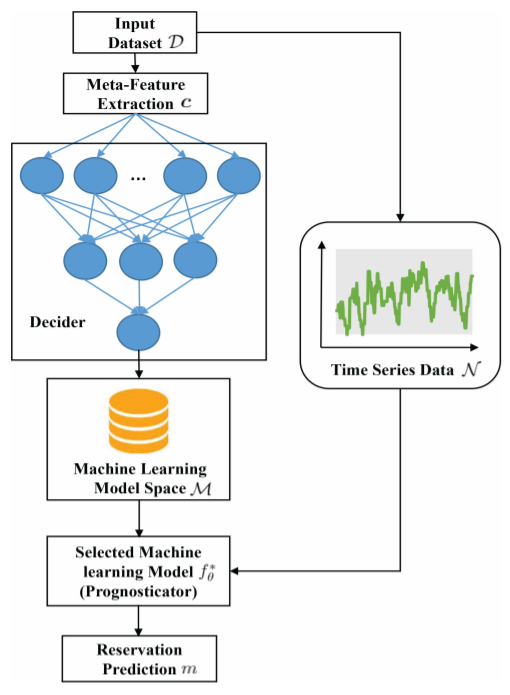 Input
Dataset 𝒟
Meta-Feature
Extraction 𝒄
...
Decider
Time Series Data 𝒩
Machine Learning
Model Space ℳ
Selected Machine
learning Model f*θ
(Prognosticator)
Reservation
Prediction m